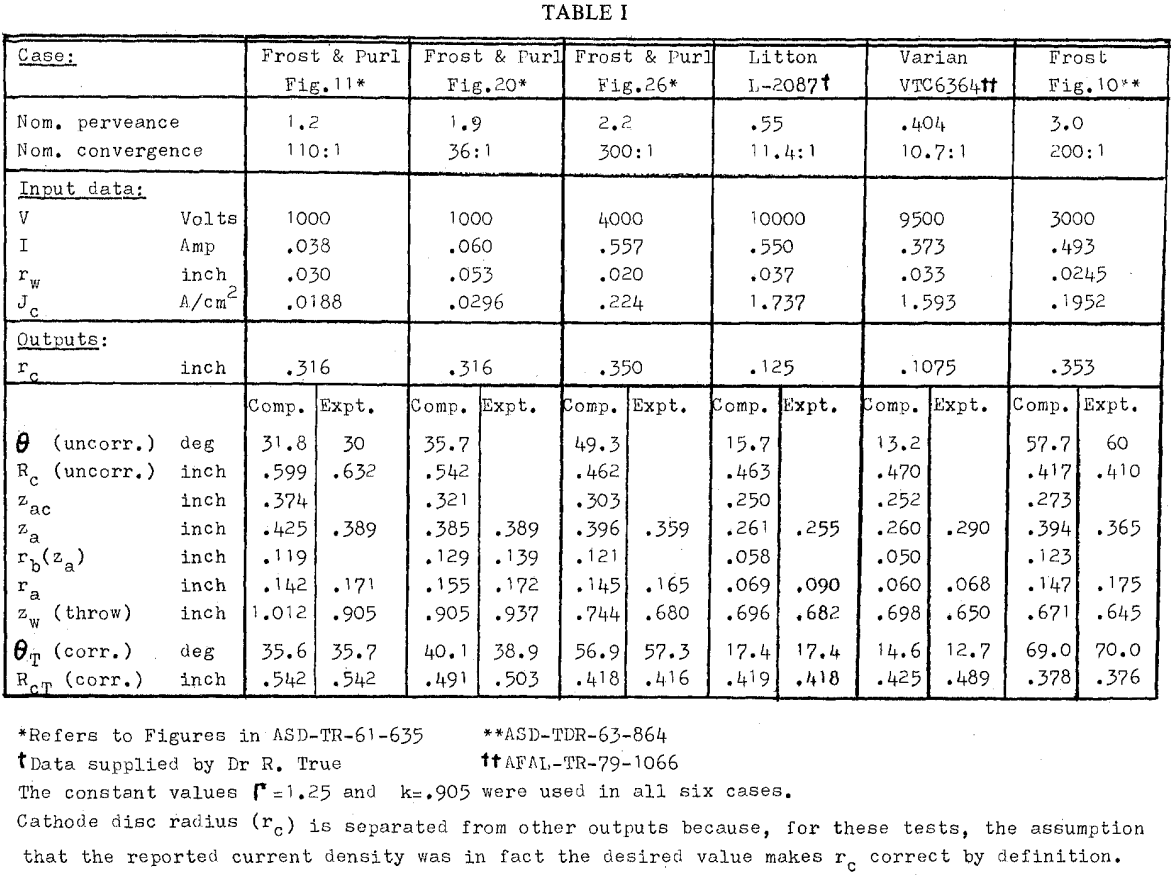 TABLE I
Case: Frost & Purl Frost & Purl Frost & Purl Litton Varian Frost
Fig.11* Fig.20* Fig.26* L-2087† VTC6364†† Fig.10**
Nom. perveance 1.2 1.9 2.2 .55 .404 3.0
Nom. convergence 110:1 36:1 300:1 11.4:1 10.7:1 200:1
Input data:
V Volts 1000 1000 4000 10000 9500 3000
I Amp .038 .060 .557 .550 .373 .493
r_w inch .030 .053 .020 .037 .033 .0245
J_c A/cm² .0188 .0296 .224 1.737 1.593 .1952
Outputs:
r_c inch .316 .316 .350 .125 .1075 .353
Comp. Expt. Comp. Expt. Comp. Expt. Comp. Expt. Comp. Expt. Comp. Expt.
θ (uncorr.) deg 31.8 30 35.7 49.3 15.7 13.2 57.7 60
R_c (uncorr.) inch .599 .632 .542 .462 .463 .470 .417 .410
z_ac inch .374 .321 .303 .250 .252 .273
z_a inch .425 .389 .385 .389 .396 .359 .261 .255 .260 .290 .394 .365
r_b(z_a) inch .119 .129 .139 .121 .058 .050 .123
r_a inch .142 .171 .155 .172 .145 .165 .069 .090 .060 .068 .147 .175
z_w (throw) inch 1.012 .905 .905 .937 .744 .680 .696 .682 .698 .650 .671 .645
θ_T (corr.) deg 35.6 35.7 40.1 38.9 56.9 57.3 17.4 17.4 14.6 12.7 69.0 70.0
R_cT (corr.) inch .542 .542 .491 .503 .418 .416 .419 .418 .425 .489 .378 .376
*Refers to Figures in ASD-TR-61-635 **ASD-TDR-63-864
†Data supplied by Dr R. True ††AFAL-TR-79-1066
The constant values Γ=1.25 and k=.905 were used in all six cases.
Cathode disc radius (r_c) is separated from other outputs because, for these tests, the assumption
that the reported current density was in fact the desired value makes r_c correct by definition.